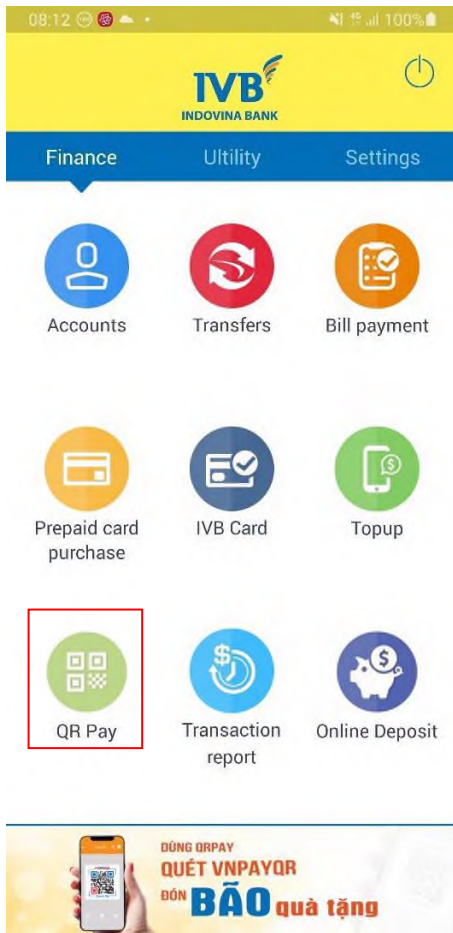 08:12
100%
IVB
INDOVINA BANK
Finance Ultility Settings
Accounts Transfers Bill payment
Prepaid card purchase
IVB Card
Topup
QR Pay
Transaction report
Online Deposit
DÙNG QRPAY
QUÉT VNPAYQR
ĐÓN BÃO quà tặng